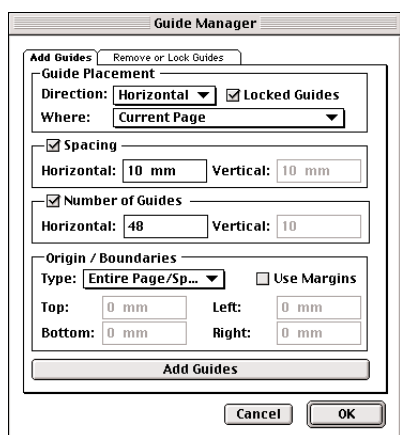 Guide Manager
Add Guides Remove or Lock Guides
Guide Placement
Direction: Horizontal Locked Guides
Where: Current Page
Spacing
Horizontal: 10 mm Vertical: 10 mm
Number of Guides
Horizontal: 48 Vertical: 10
Origin / Boundaries
Type: Entire Page/Sp... Use Margins
Top: 0 mm Left: 0 mm
Bottom: 0 mm Right: 0 mm
Add Guides
Cancel OK